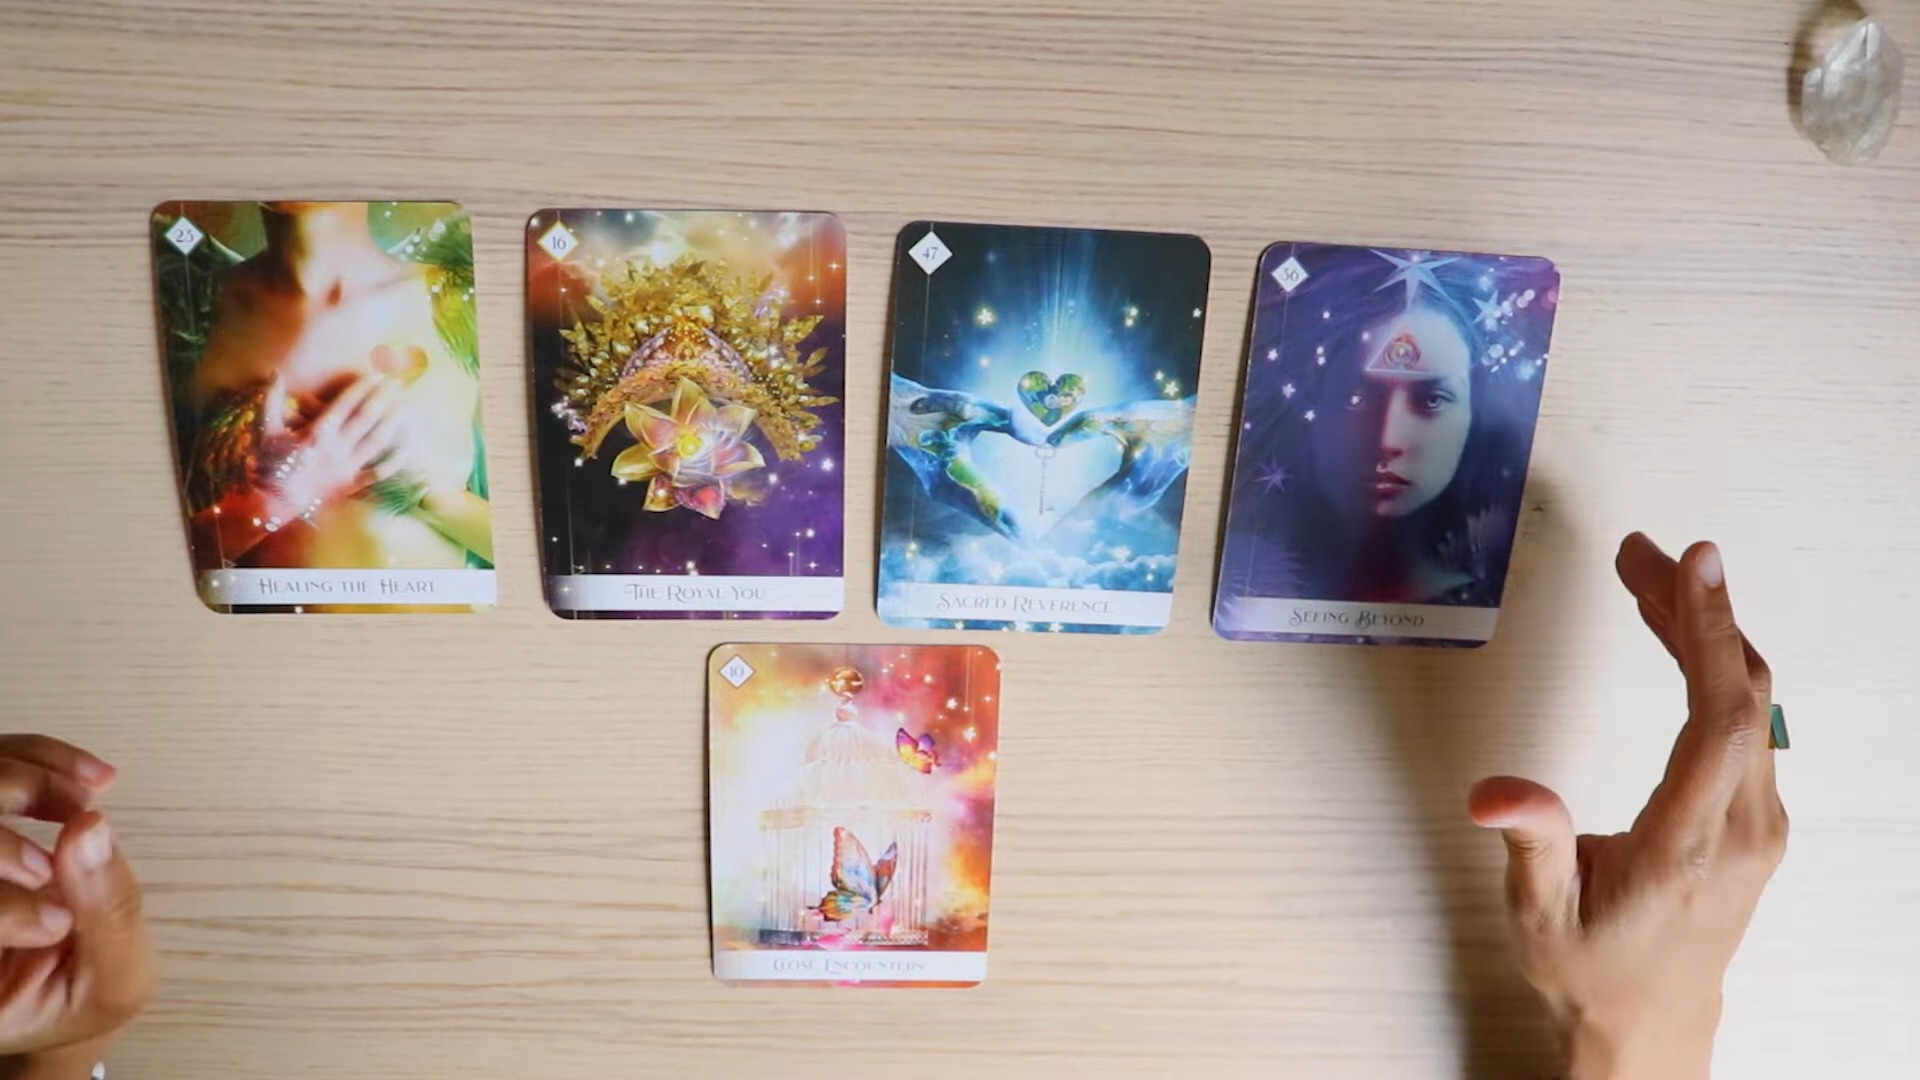 23
HEALING THE HEART
16
THE ROYAL YOU
47
SACRED REVERENCE
36
SEEING BEYOND
10
CLOSE ENCOUNTERS